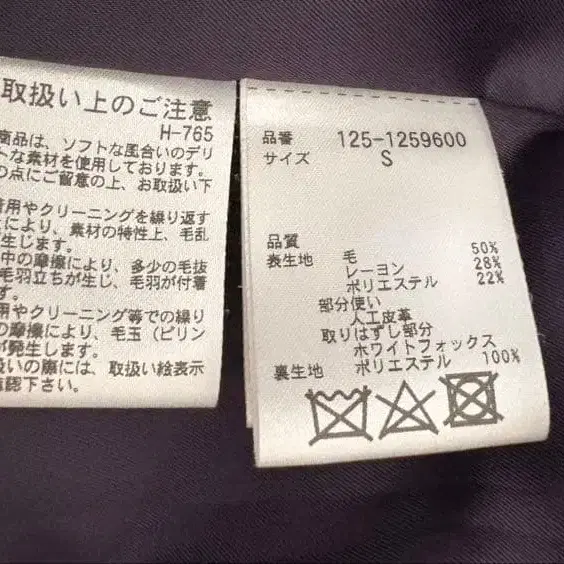 取扱い上のご注意
H-765
商品は、ソフトな風合いのデリ
トな素材を使用しております。
の点にご留意の上、お取扱い下
着用やクリーニングを繰り返す
により、素材の特性上、毛乱
生じます。
中の摩擦により、多少の毛抜
毛羽立ちが生じ、毛羽が付着
す。
用やクリーニング等での繰り
の摩擦により、毛玉（ピリン
が発生します。
扱いの際には、取扱い絵表示
確認下さい。
品番 125-1259600
サイズ S
品質
表生地 毛 50%
レーヨン 28%
ポリエステル 22%
部分使い
人工皮革
取りはずし部分
ホワイトフォックス
裏生地 ポリエステル 100%